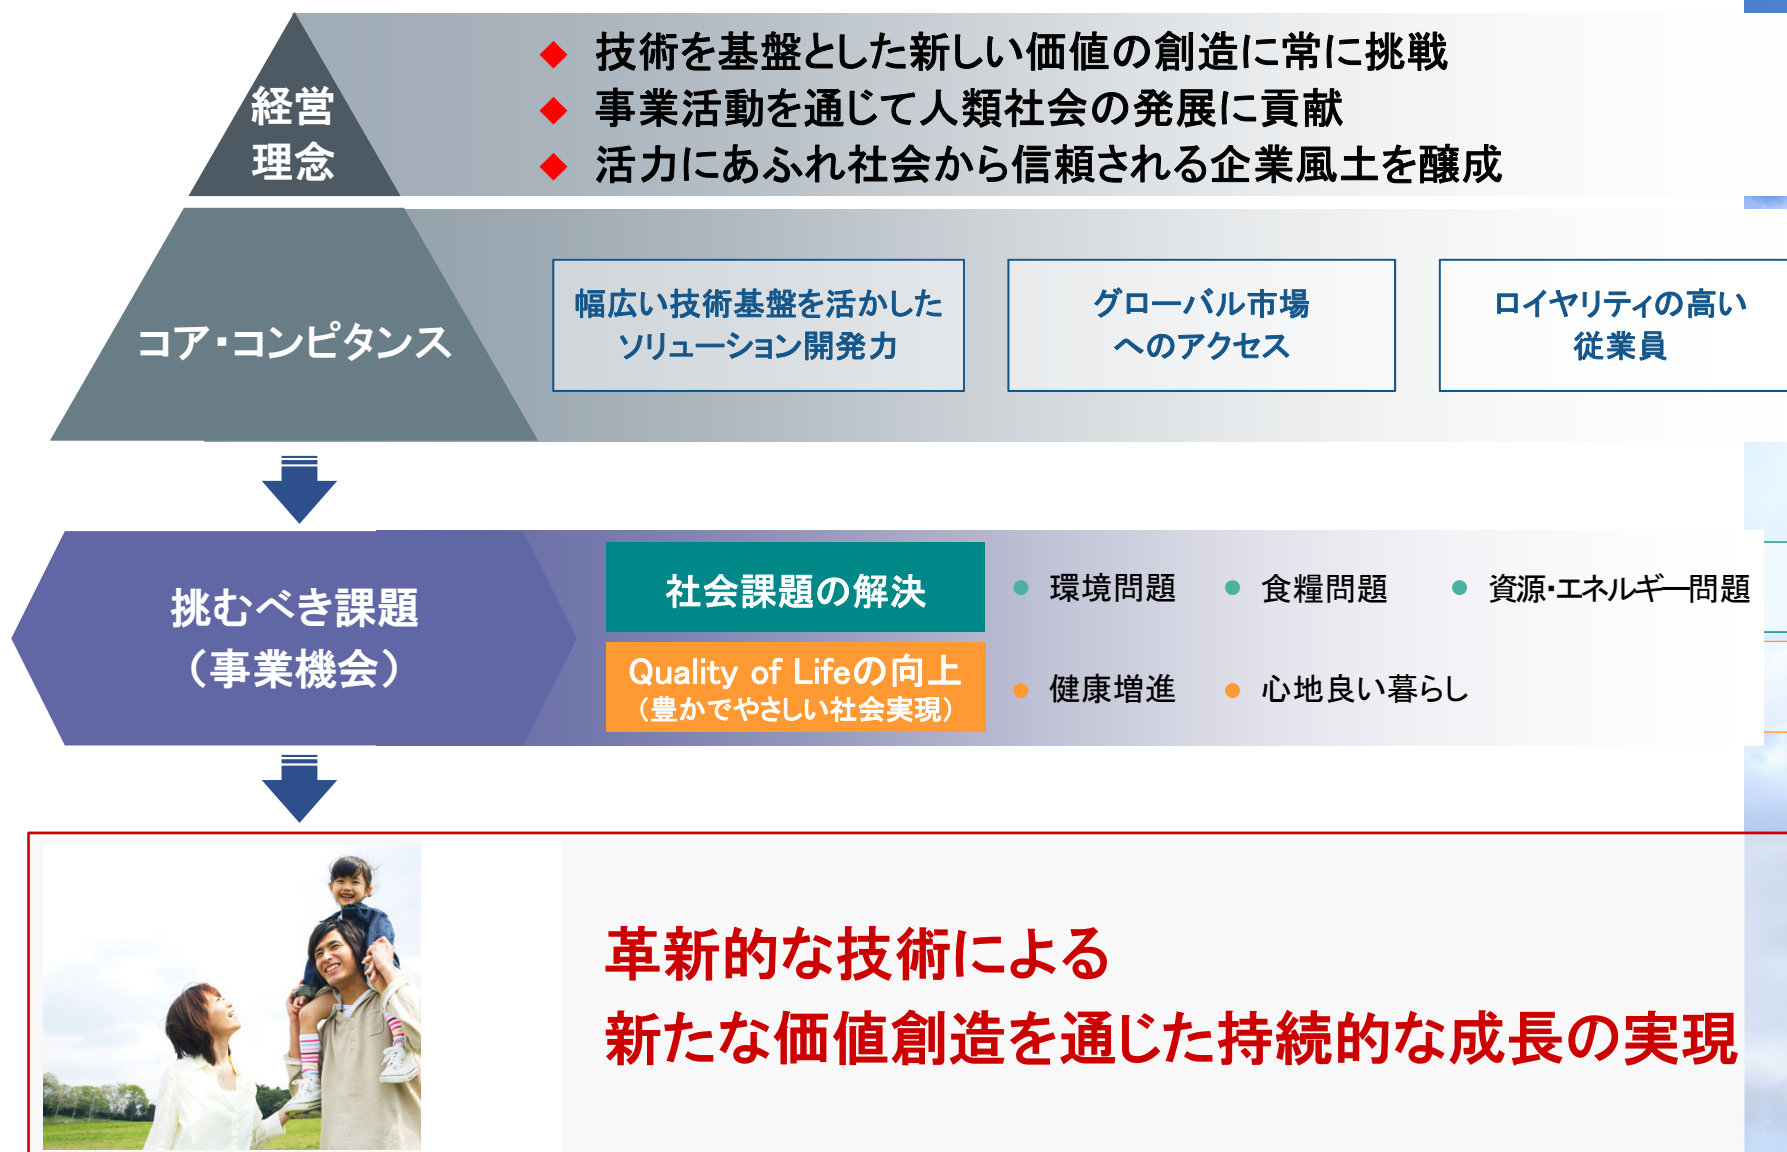 経営
理念
◆ 技術を基盤とした新しい価値の創造に常に挑戦
◆ 事業活動を通じて人類社会の発展に貢献
◆ 活力にあふれ社会から信頼される企業風土を醸成
コア・コンピタンス
幅広い技術基盤を活かした
ソリューション開発力
グローバル市場
へのアクセス
ロイヤリティの高い
従業員
挑むべき課題
（事業機会）
社会課題の解決
● 環境問題 ● 食糧問題 ● 資源・エネルギー問題
Quality of Lifeの向上
（豊かでやさしい社会実現）
● 健康増進 ● 心地良い暮らし
革新的な技術による
新たな価値創造を通じた持続的な成長の実現